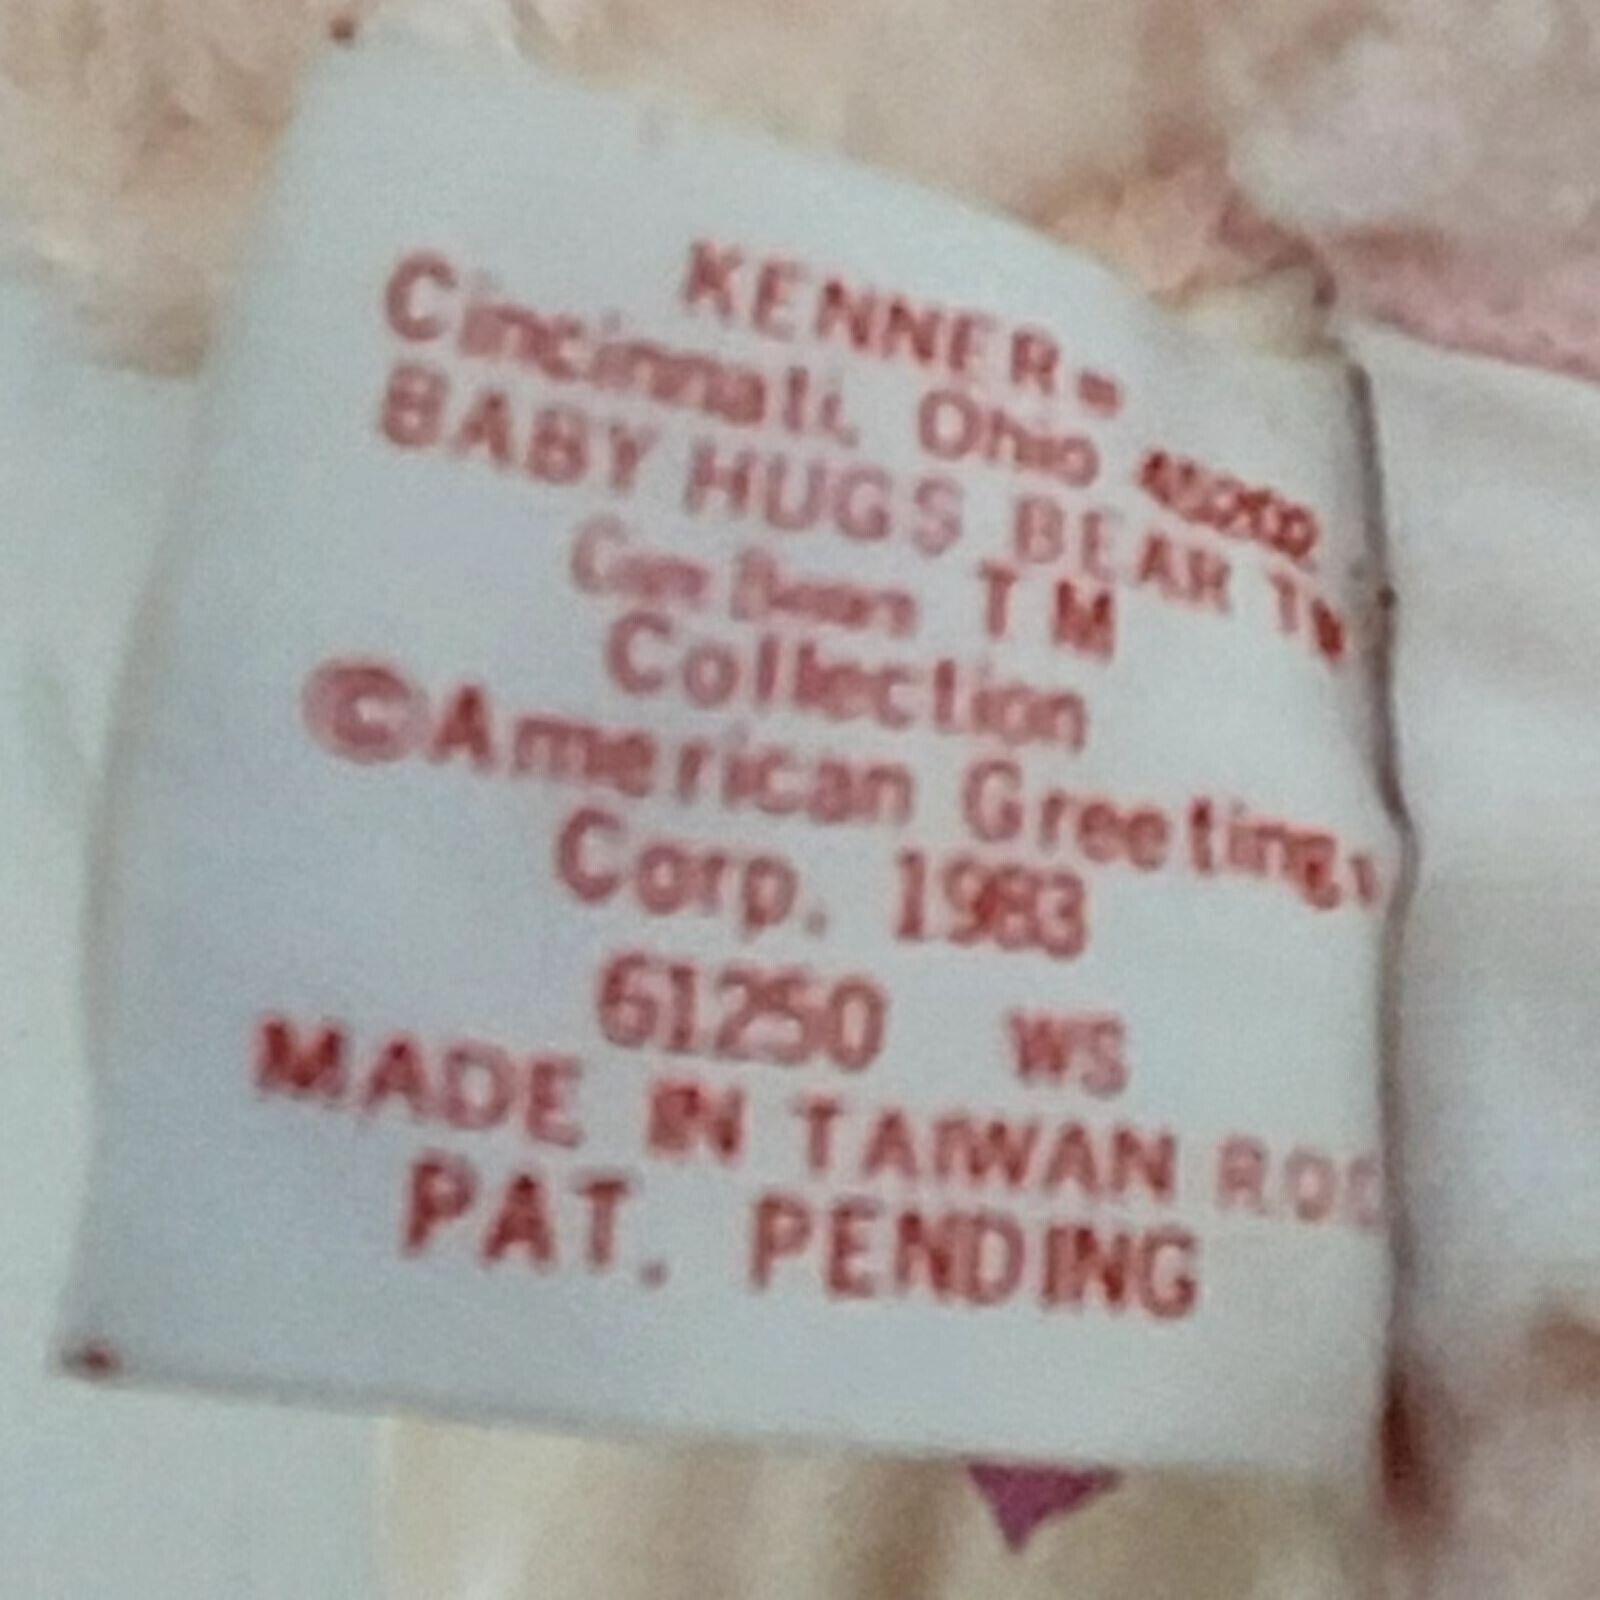 KENNER
Cincinnati, Ohio 45202
BABY HUGS BEAR TM
Care Bears TM
Collection
©American Greetings
Corp. 1983
61250 WS
MADE IN TAIWAN ROC
PAT. PENDING